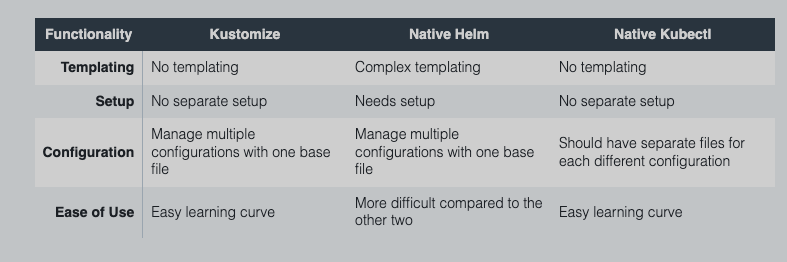 Functionality Kustomize Native Helm Native Kubectl
Templating No templating Complex templating No templating
Setup No separate setup Needs setup No separate setup
Configuration
Manage multiple
configurations with one base
file
Manage multiple
configurations with one base
file
Should have separate files for
each different configuration
Ease of Use Easy learning curve
More difficult compared to the
other two
Easy learning curve